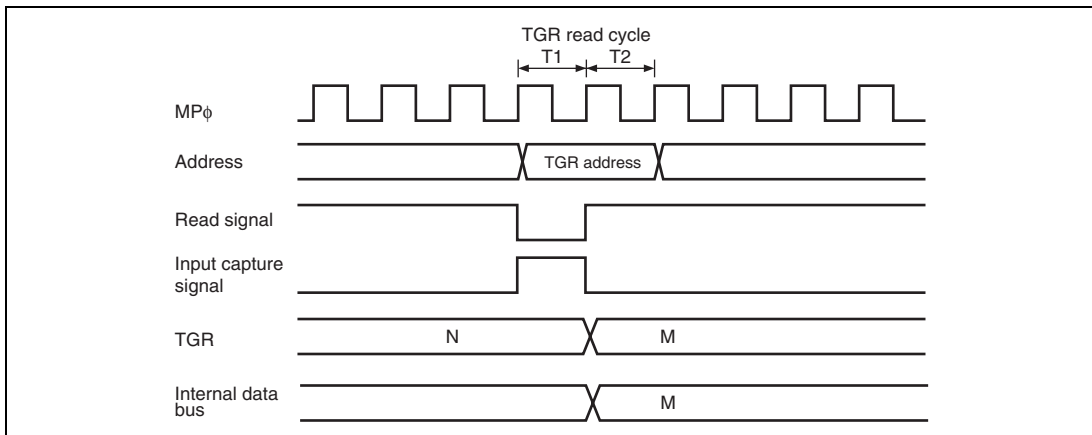 TGR read cycle
T1 T2
MPφ
Address
TGR address
Read signal
Input capture
signal
TGR
N M
Internal data
bus
M